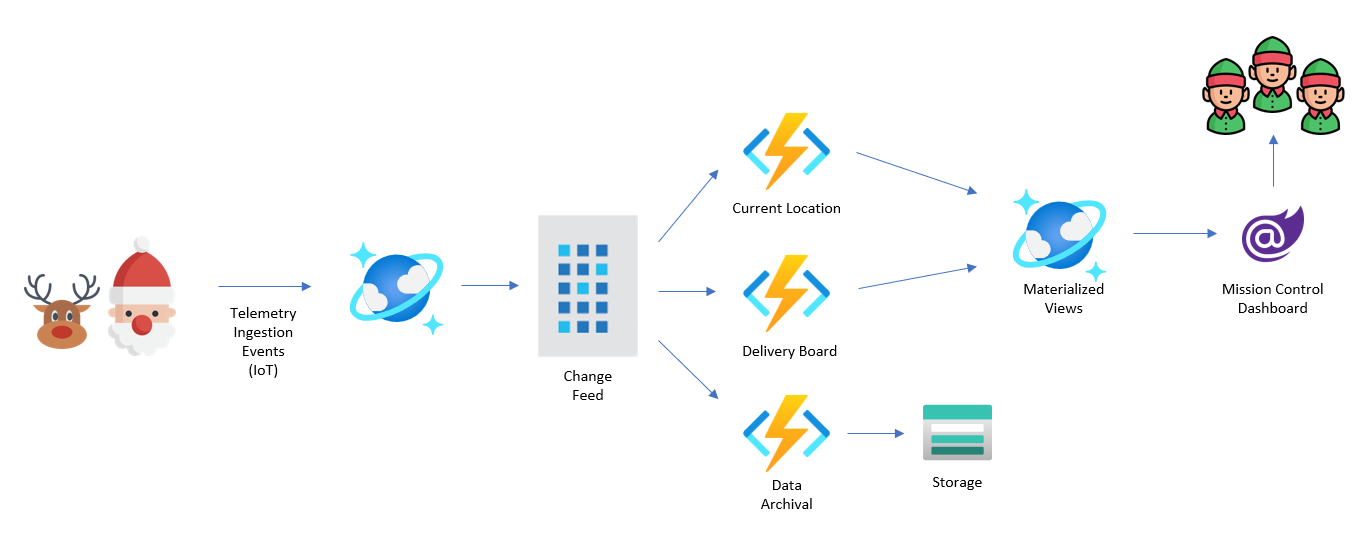 Telemetry
Ingestion
Events
(IoT)
Change
Feed
Current Location
Delivery Board
Data
Archival
Storage
Materialized
Views
@
Mission Control
Dashboard